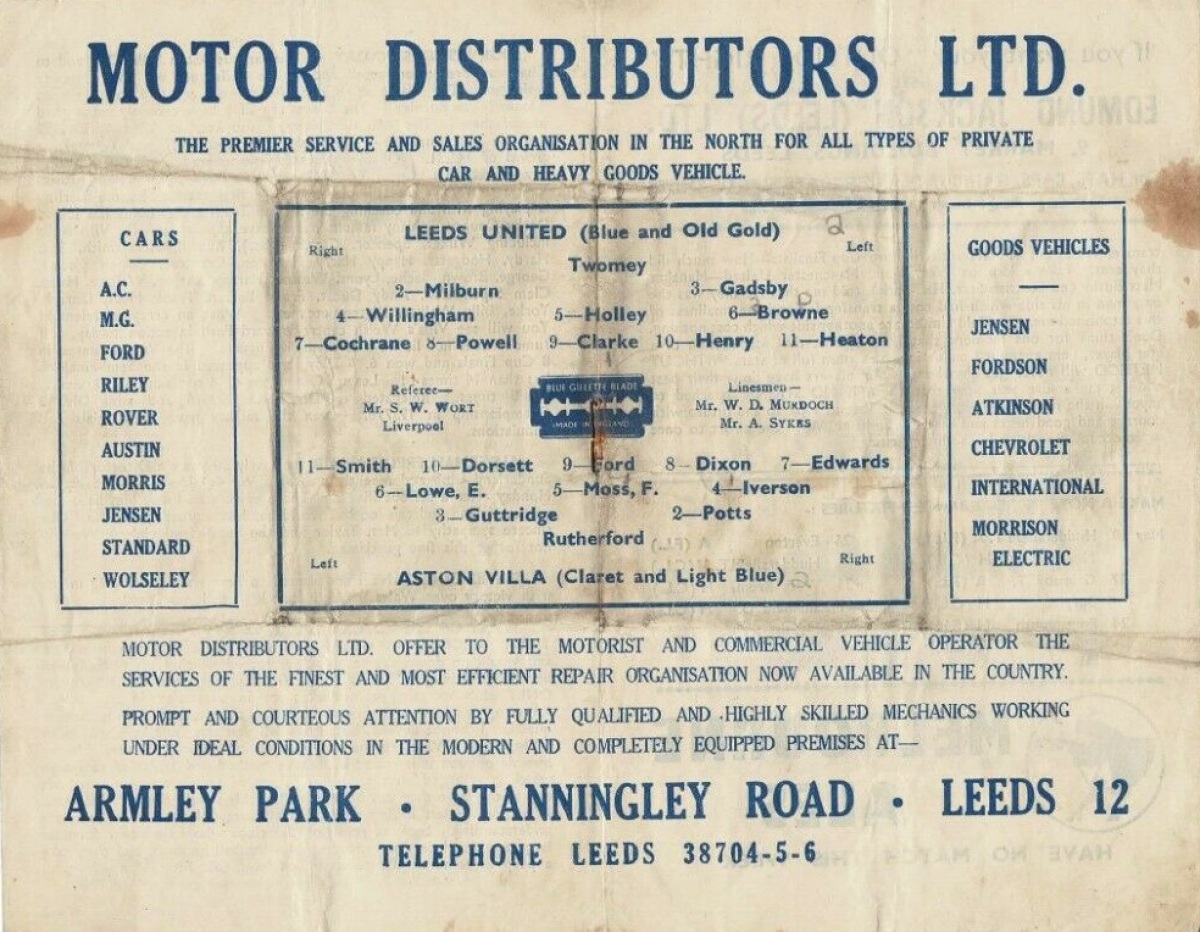 MOTOR DISTRIBUTORS LTD.
THE PREMIER SERVICE AND SALES ORGANISATION IN THE NORTH FOR ALL TYPES OF PRIVATE
CAR AND HEAVY GOODS VEHICLE.
CARS
A.C.
M.G.
FORD
RILEY
ROVER
AUSTIN
MORRIS
JENSEN
STANDARD
WOLSELEY
LEEDS UNITED (Blue and Old Gold) 2
Right Left
Twomey
2—Milburn 3—Gadsby
4—Willingham 5—Holley 6—Browne
7—Cochrane 8—Powell 9—Clarke 10—Henry 11—Heaton
Referee—
Mr. S. W. WORT
Liverpool
BLUE GILLETTE BLADE
MADE IN ENGLAND
Linesmen—
Mr. W. D. MURDOCH
Mr. A. SYKES
11—Smith 10—Dorsett 9—Ford 8—Dixon 7—Edwards
6—Lowe, E. 5—Moss, F. 4—Iverson
3—Guttridge 2—Potts
Rutherford
Left Right
ASTON VILLA (Claret and Light Blue) 2
GOODS VEHICLES
JENSEN
FORDSON
ATKINSON
CHEVROLET
INTERNATIONAL
MORRISON
ELECTRIC
MOTOR DISTRIBUTORS LTD. OFFER TO THE MOTORIST AND COMMERCIAL VEHICLE OPERATOR THE
SERVICES OF THE FINEST AND MOST EFFICIENT REPAIR ORGANISATION NOW AVAILABLE IN THE COUNTRY.
PROMPT AND COURTEOUS ATTENTION BY FULLY QUALIFIED AND HIGHLY SKILLED MECHANICS WORKING
UNDER IDEAL CONDITIONS IN THE MODERN AND COMPLETELY EQUIPPED PREMISES AT—
ARMLEY PARK · STANNINGLEY ROAD · LEEDS 12
TELEPHONE LEEDS 38704-5-6